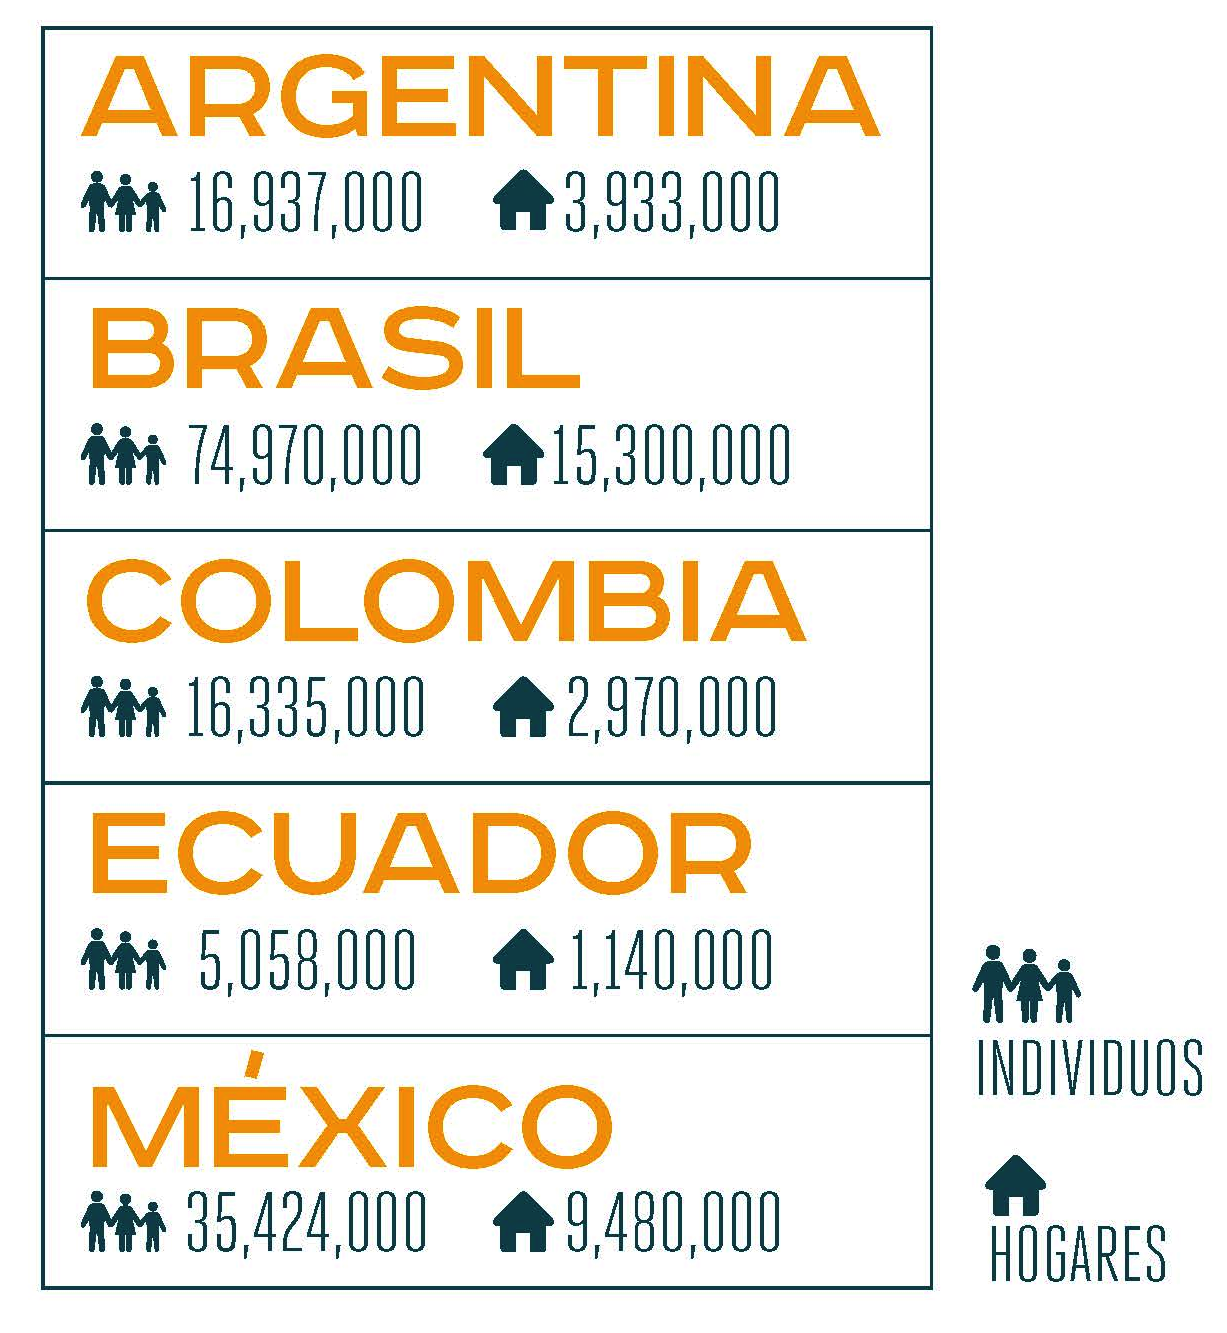 ARGENTINA
16,937,000 3,933,000
BRASIL
74,970,000 15,300,000
COLOMBIA
16,335,000 2,970,000
ECUADOR
5,058,000 1,140,000
MÉXICO
35,424,000 9,480,000
INDIVIDUOS
HOGARES